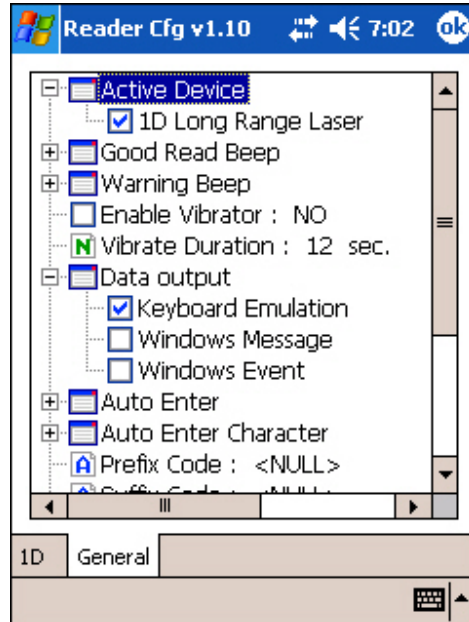 Reader Cfg v1.10 7:02 ok
Active Device
1D Long Range Laser
Good Read Beep
Warning Beep
Enable Vibrator : NO
N Vibrate Duration : 12 sec.
Data output
Keyboard Emulation
Windows Message
Windows Event
Auto Enter
Auto Enter Character
A Prefix Code : <NULL>
1D General